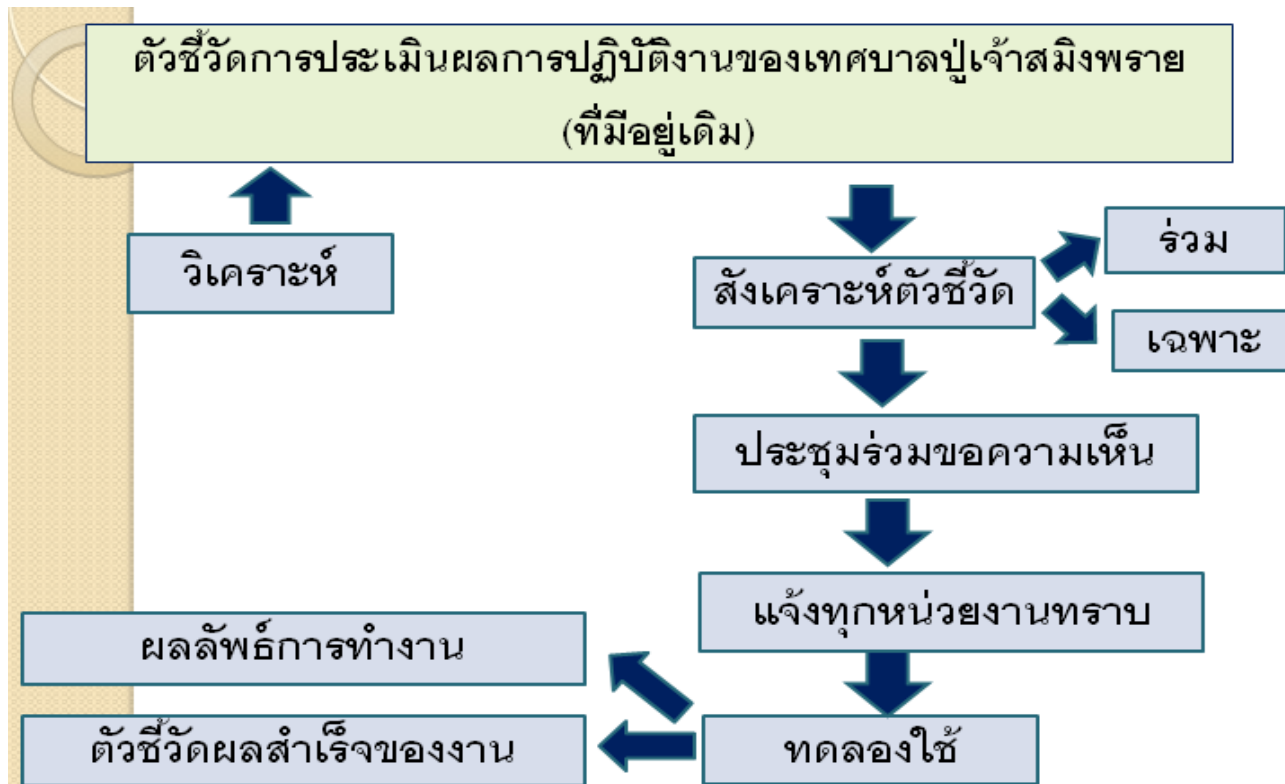 ตัวชี้วัดการประเมินผลการปฏิบัติงานของเทศบาลปู่เจ้าสมิงพราย
(ที่มีอยู่เดิม)
วิเคราะห์
สังเคราะห์ตัวชี้วัด
ร่วม
เฉพาะ
ประชุมร่วมขอความเห็น
แจ้งทุกหน่วยงานทราบ
ทดลองใช้
ผลลัพธ์การทำงาน
ตัวชี้วัดผลสำเร็จของงาน